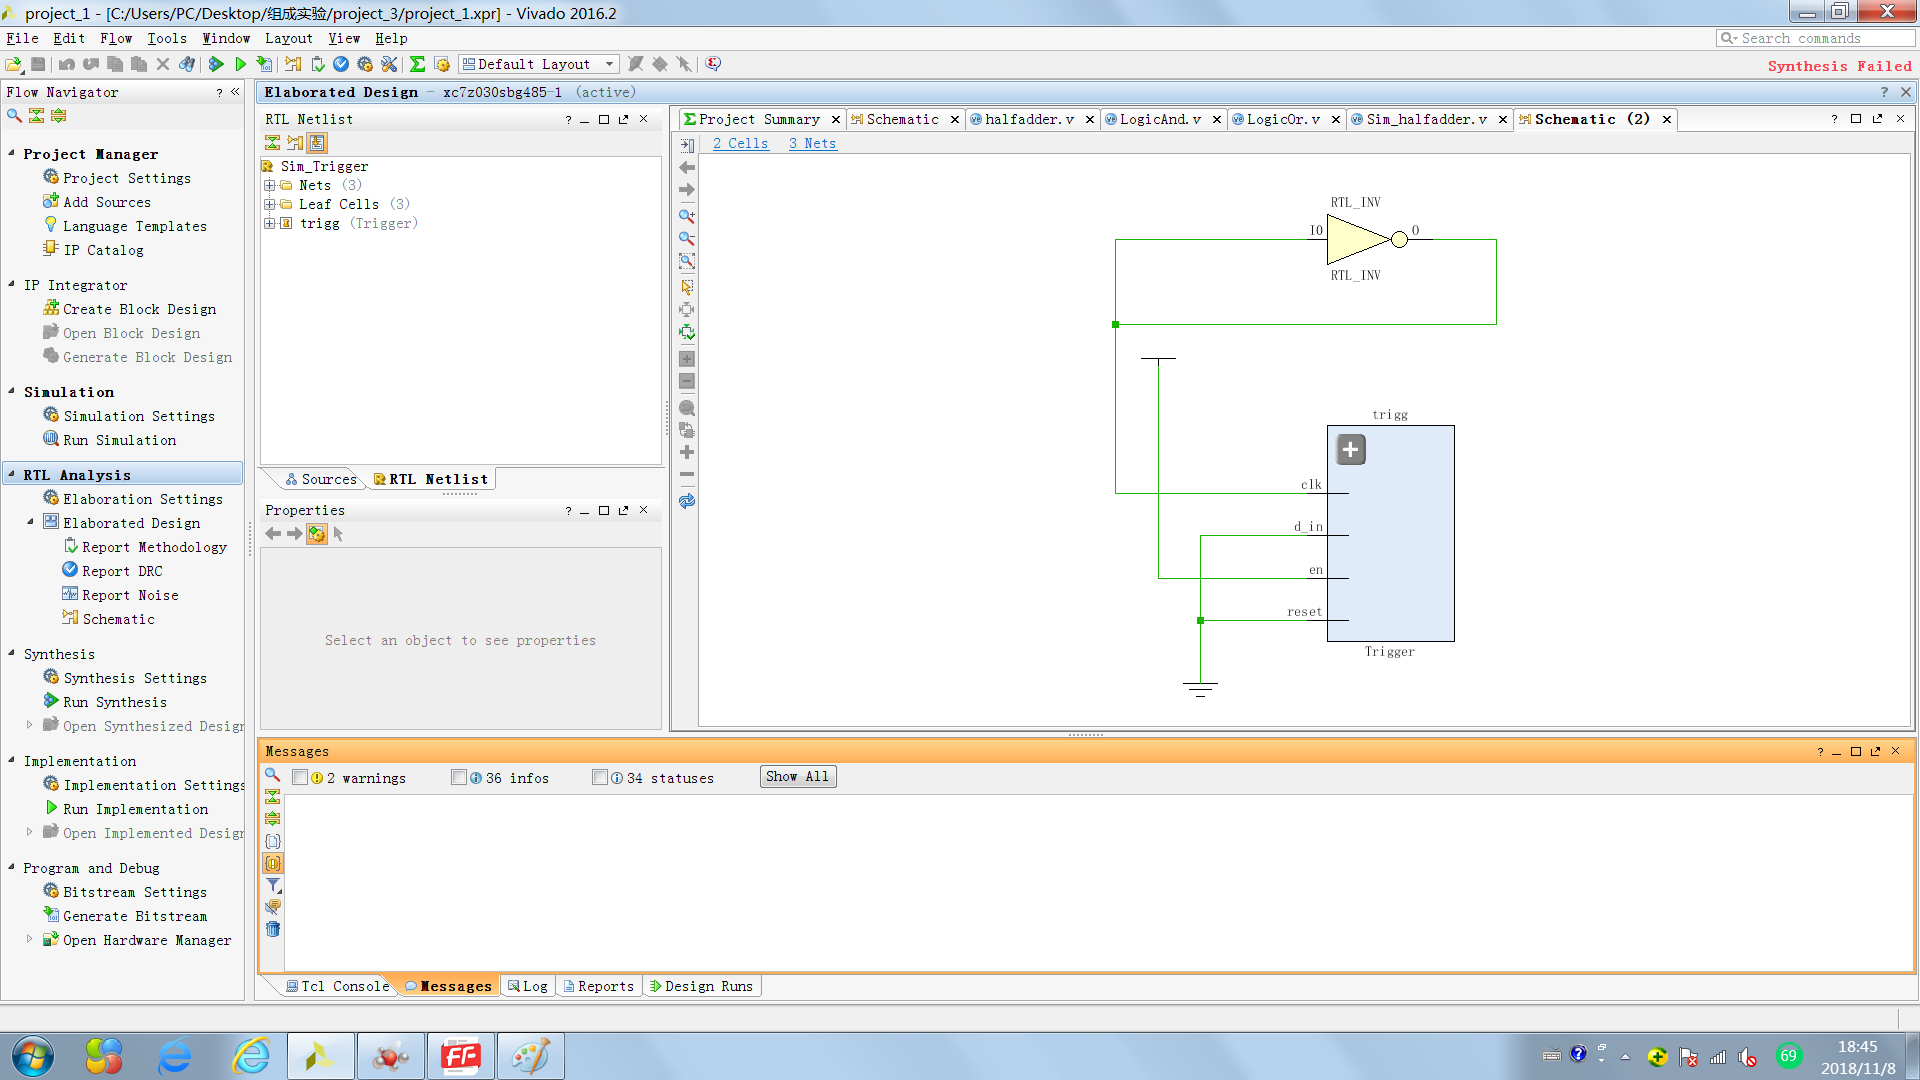 project_1 - [C:/Users/PC/Desktop/组成实验/project_3/project_1.xpr] - Vivado 2016.2
File Edit Flow Tools Window Layout View Help
Search commands
Default Layout
Synthesis Failed
Flow Navigator
Project Manager
Project Settings
Add Sources
Language Templates
IP Catalog
IP Integrator
Create Block Design
Open Block Design
Generate Block Design
Simulation
Simulation Settings
Run Simulation
RTL Analysis
Elaboration Settings
Elaborated Design
Report Methodology
Report DRC
Report Noise
Schematic
Synthesis
Synthesis Settings
Run Synthesis
Open Synthesized Design
Implementation
Implementation Settings
Run Implementation
Open Implemented Design
Program and Debug
Bitstream Settings
Generate Bitstream
Open Hardware Manager
Elaborated Design - xc7z030sbg485-1 (active)
RTL Netlist
Sim_Trigger
Nets (3)
Leaf Cells (3)
trigg (Trigger)
Sources RTL Netlist
Properties
Select an object to see properties
Project Summary Schematic halfadder.v LogicAnd.v LogicOr.v Sim_halfadder.v Schematic (2)
2 Cells 3 Nets
RTL_INV
I0 O
RTL_INV
trigg
clk
d_in
en
reset
Trigger
Messages
2 warnings 36 infos 34 statuses Show All
Tcl Console Messages Log Reports Design Runs
69
18:45
2018/11/8